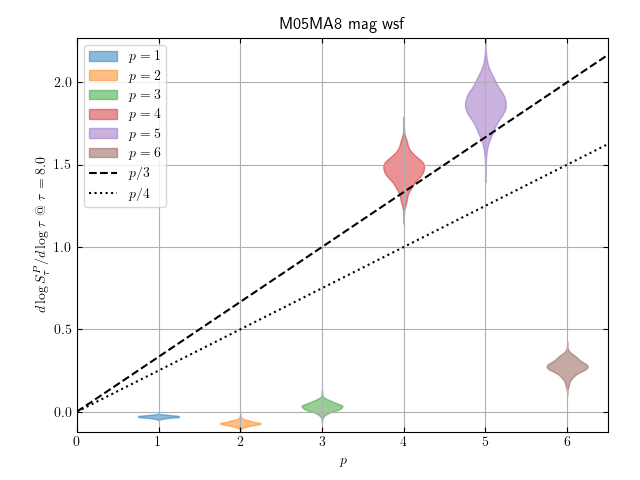 M05MA8 mag wsf
p = 1
p = 2
p = 3
p = 4
p = 5
p = 6
p/3
p/4
d log S_τ^P / d log τ @ τ = 8.0
2.0
1.5
1.0
0.5
0.0
0 1 2 3 4 5 6
p